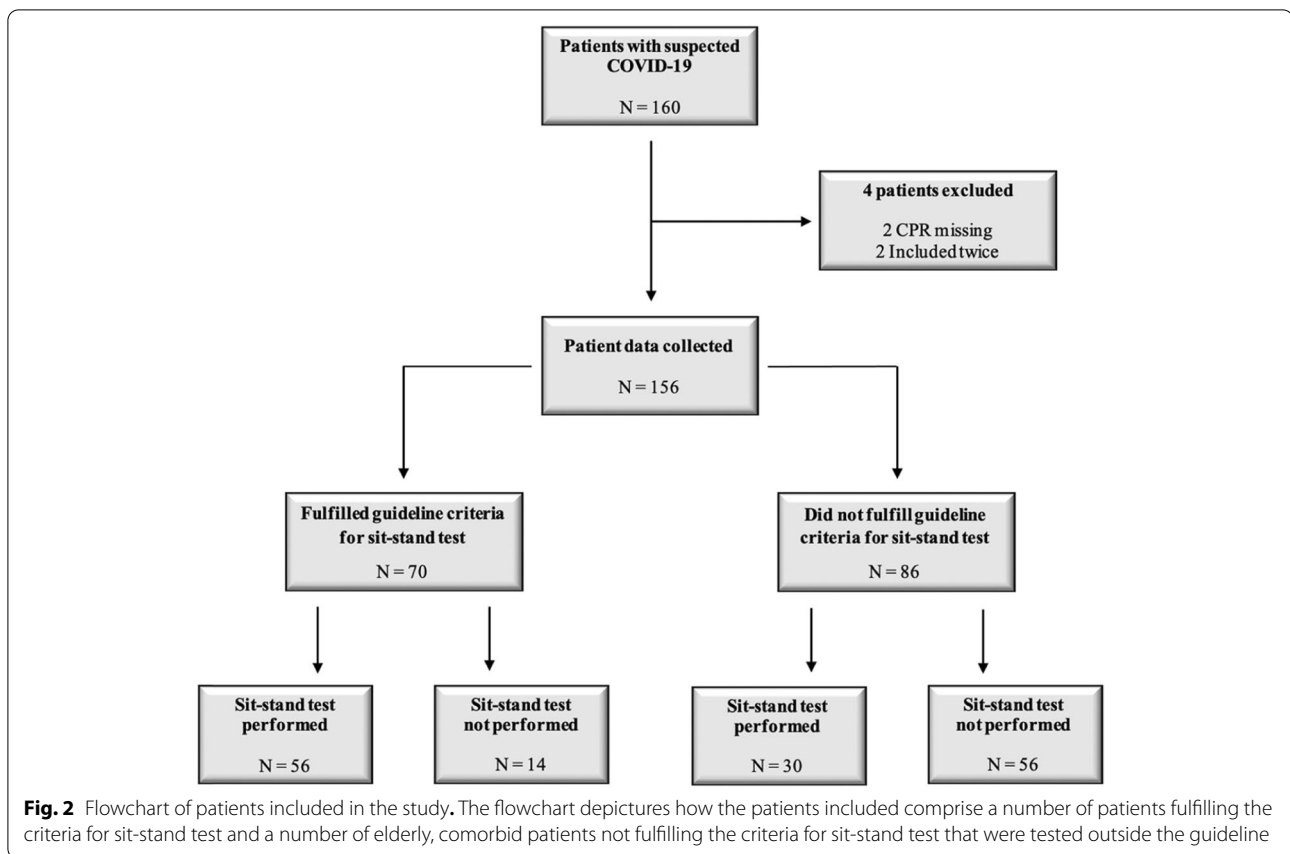 Patients with suspected
COVID-19
N = 160
4 patients excluded
2 CPR missing
2 Included twice
Patient data collected
N = 156
Fulfilled guideline criteria
for sit-stand test
N = 70
Did not fulfill guideline
criteria for sit-stand test
N = 86
Sit-stand test
performed
N = 56
Sit-stand test
not performed
N = 14
Sit-stand test
performed
N = 30
Sit-stand test
not performed
N = 56
Fig. 2 Flowchart of patients included in the study. The flowchart depictures how the patients included comprise a number of patients fulfilling the
criteria for sit-stand test and a number of elderly, comorbid patients not fulfilling the criteria for sit-stand test that were tested outside the guideline